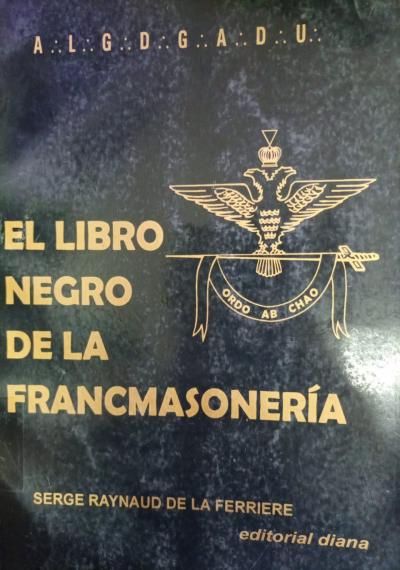 A∴L∴G∴D∴G∴A∴D∴U∴
ORDO AB CHAO
EL LIBRO
NEGRO
DE LA
FRANCMASONERÍA
SERGE RAYNAUD DE LA FERRIERE
editorial diana